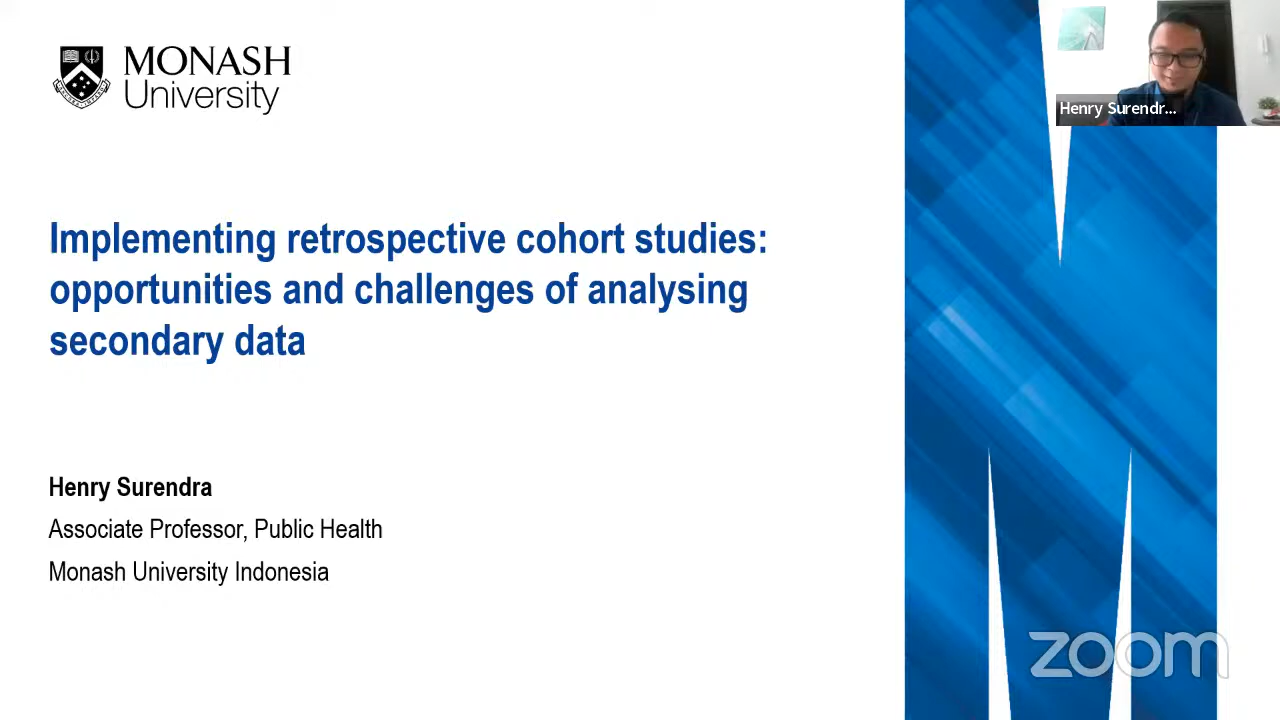 MONASH
University
Henry Surendr...
Implementing retrospective cohort studies:
opportunities and challenges of analysing
secondary data
Henry Surendra
Associate Professor, Public Health
Monash University Indonesia
zoom